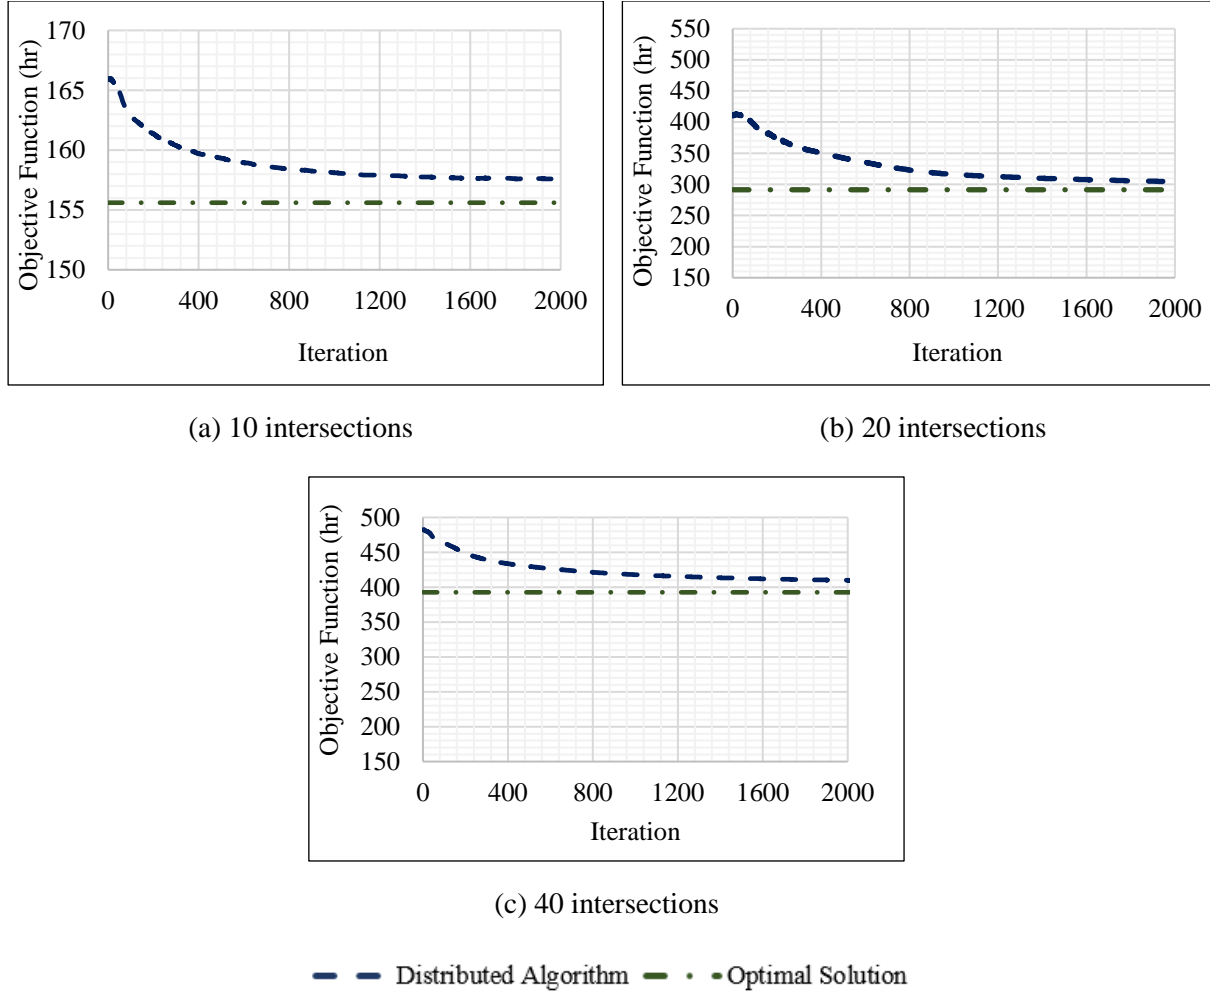 Objective Function (hr)
170
165
160
155
150
0 400 800 1200 1600 2000
Iteration
(a) 10 intersections
Objective Function (hr)
550
500
450
400
350
300
250
200
150
0 400 800 1200 1600 2000
Iteration
(b) 20 intersections
Objective Function (hr)
500
450
400
350
300
250
200
150
0 400 800 1200 1600 2000
Iteration
(c) 40 intersections
Distributed Algorithm Optimal Solution